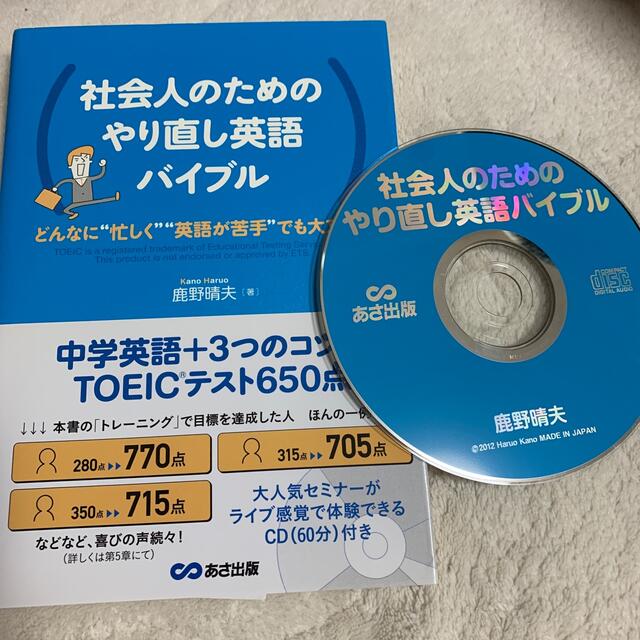 社会人のための
やり直し英語
バイブル
どんなに“忙しく”“英語が苦手”でも大丈
TOEIC is a registered trademark of Educational Testing Service
This product is not endorsed or approved by ETS.
Kano Haruo
鹿野晴夫［著］
中学英語+3つのコツ
TOEIC®テスト650点
↓↓↓ 本書の「トレーニング」で目標を達成した人 ほんの一例
280点▶▶770点
315点▶▶705点
350点▶▶715点
などなど、喜びの声続々！
（詳しくは第5章にて）
大人気セミナーが
ライブ感覚で体験できる
CD（60分）付き
あさ出版
社会人のための
やり直し英語バイブル
あさ出版
COMPACT
disc
DIGITAL AUDIO
鹿野晴夫
©2012 Haruo Kano MADE IN JAPAN